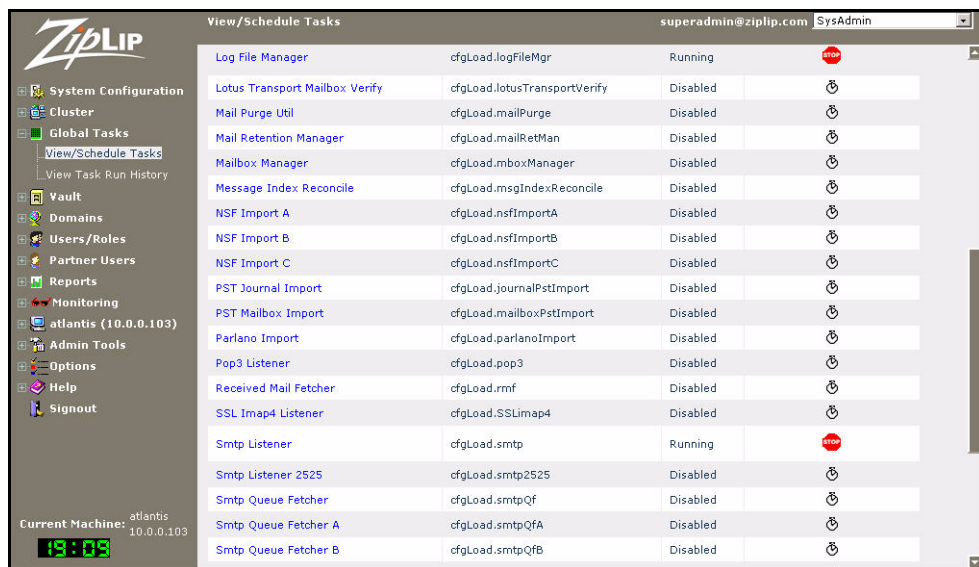 ZipLip
View/Schedule Tasks
superadmin@ziplip.com SysAdmin
System Configuration
Cluster
Global Tasks
View/Schedule Tasks
View Task Run History
Vault
Domains
Users/Roles
Partner Users
Reports
Monitoring
atlantis (10.0.0.103)
Admin Tools
Options
Help
Signout
Current Machine: atlantis
10.0.0.103
19:09
Log File Manager cfgLoad.logFileMgr Running STOP
Lotus Transport Mailbox Verify cfgLoad.lotusTransportVerify Disabled
Mail Purge Util cfgLoad.mailPurge Disabled
Mail Retention Manager cfgLoad.mailRetMan Disabled
Mailbox Manager cfgLoad.mboxManager Disabled
Message Index Reconcile cfgLoad.msgIndexReconcile Disabled
NSF Import A cfgLoad.nsfImportA Disabled
NSF Import B cfgLoad.nsfImportB Disabled
NSF Import C cfgLoad.nsfImportC Disabled
PST Journal Import cfgLoad.journalPstImport Disabled
PST Mailbox Import cfgLoad.mailboxPstImport Disabled
Parlano Import cfgLoad.parlanoImport Disabled
Pop3 Listener cfgLoad.pop3 Disabled
Received Mail Fetcher cfgLoad.rmf Disabled
SSL Imap4 Listener cfgLoad.SSLimap4 Disabled
Smtp Listener cfgLoad.smtp Running STOP
Smtp Listener 2525 cfgLoad.smtp2525 Disabled
Smtp Queue Fetcher cfgLoad.smtpQf Disabled
Smtp Queue Fetcher A cfgLoad.smtpQfA Disabled
Smtp Queue Fetcher B cfgLoad.smtpQfB Disabled